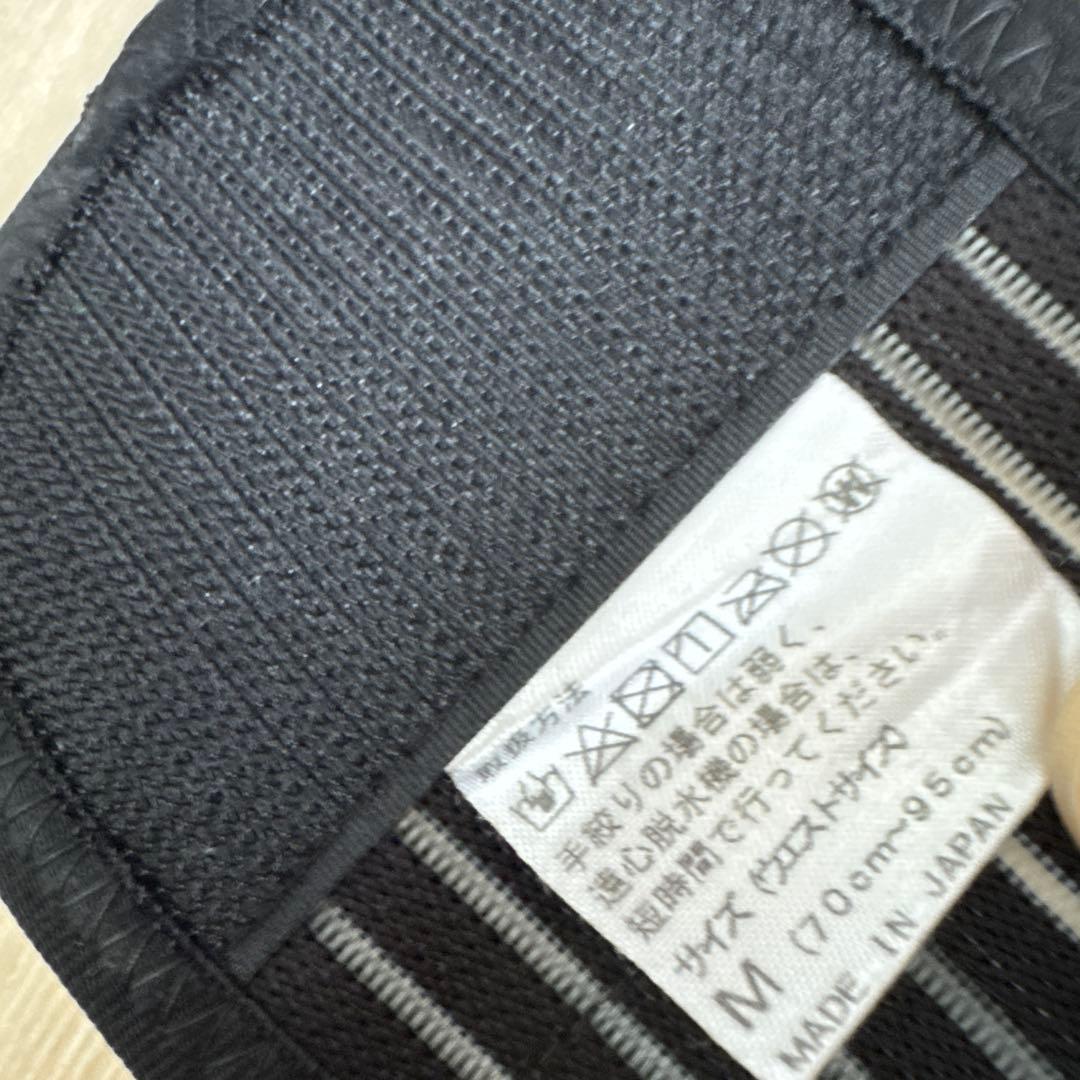 取扱方法
手絞りの場合は弱く、
遠心脱水機の場合は、
短時間で行ってください。
サイズ (ウエストサイズ)
M (70cm~95cm)
MADE IN JAPAN